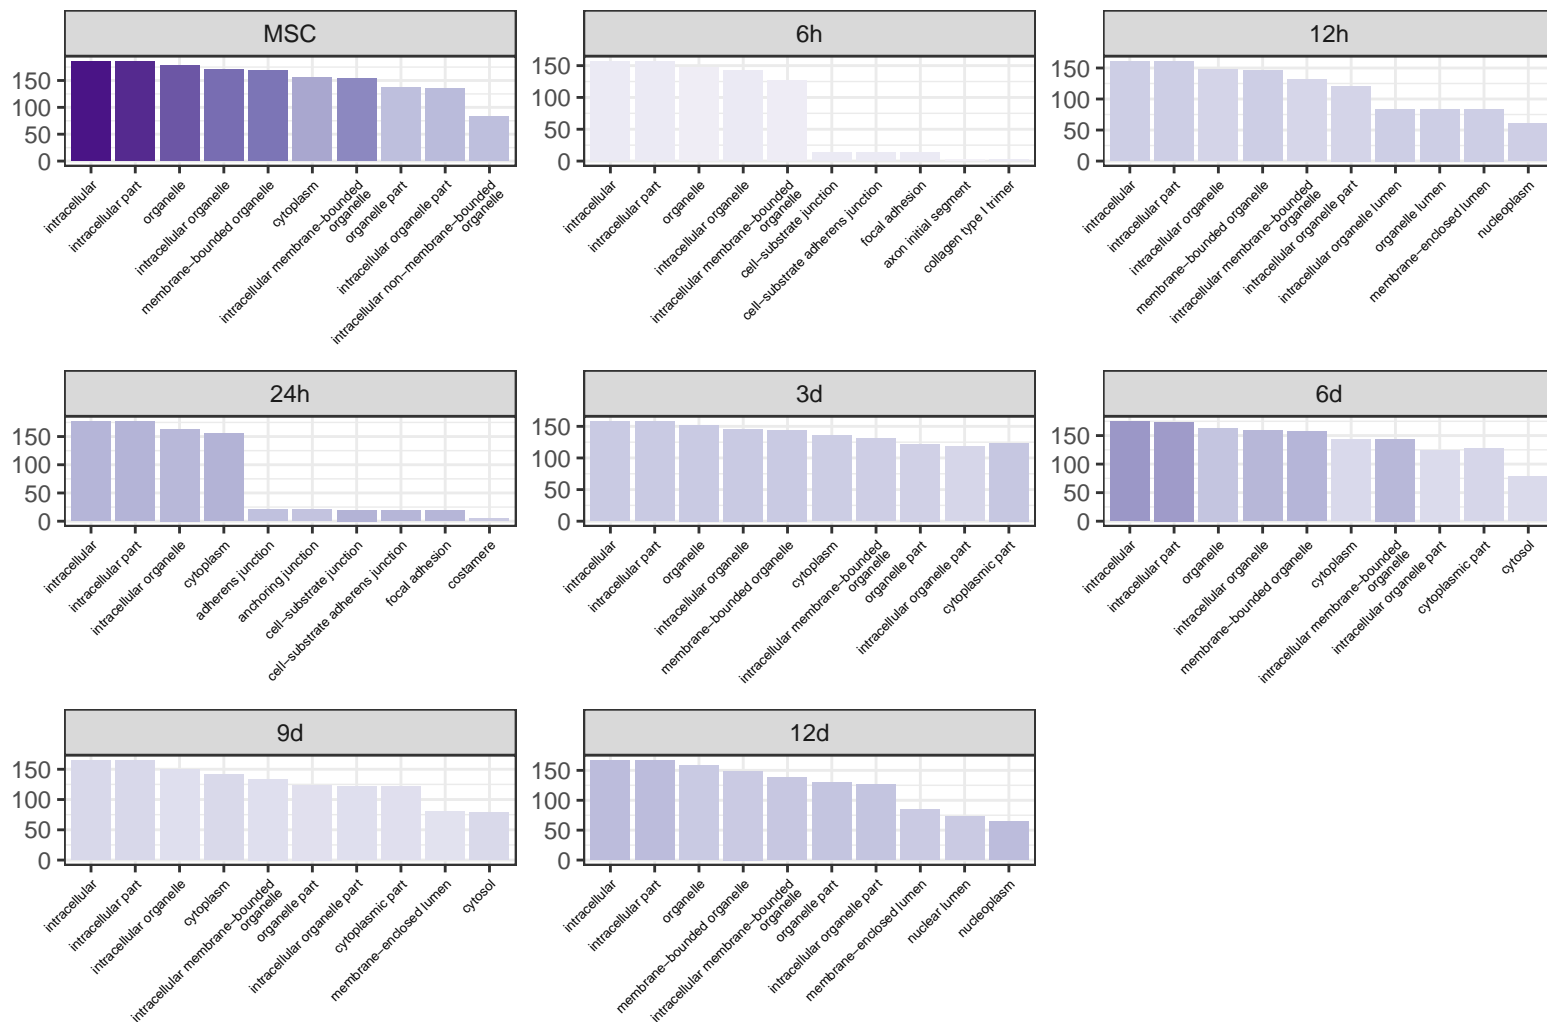 MSC
6h
12h
150
100
50
0
intracellular
intracellular part
organelle
intracellular organelle
membrane−bounded organelle
cytoplasm
intracellular membrane−bounded
organelle
organelle part
intracellular organelle part
intracellular non−membrane−bounded
organelle
150
100
50
0
intracellular
intracellular part
organelle
intracellular organelle
intracellular membrane−bounded
organelle
cell−substrate junction
cell−substrate adherens junction
focal adhesion
axon initial segment
collagen type I trimer
150
100
50
0
intracellular
intracellular part
intracellular organelle
membrane−bounded organelle
intracellular membrane−bounded
organelle
intracellular organelle part
intracellular organelle lumen
organelle lumen
membrane−enclosed lumen
nucleoplasm
24h
3d
6d
150
100
50
0
intracellular
intracellular part
intracellular organelle
cytoplasm
adherens junction
anchoring junction
cell−substrate junction
cell−substrate adherens junction
focal adhesion
costamere
150
100
50
0
intracellular
intracellular part
organelle
intracellular organelle
membrane−bounded organelle
cytoplasm
intracellular membrane−bounded
organelle
organelle part
intracellular organelle part
cytoplasmic part
150
100
50
0
intracellular
intracellular part
organelle
intracellular organelle
membrane−bounded organelle
cytoplasm
intracellular membrane−bounded
organelle
intracellular organelle part
cytoplasmic part
cytosol
9d
12d
150
100
50
0
intracellular
intracellular part
intracellular organelle
cytoplasm
intracellular membrane−bounded
organelle
organelle part
intracellular organelle part
cytoplasmic part
membrane−enclosed lumen
cytosol
150
100
50
0
intracellular
intracellular part
organelle
membrane−bounded organelle
intracellular membrane−bounded
organelle
organelle part
intracellular organelle part
membrane−enclosed lumen
nuclear lumen
nucleoplasm